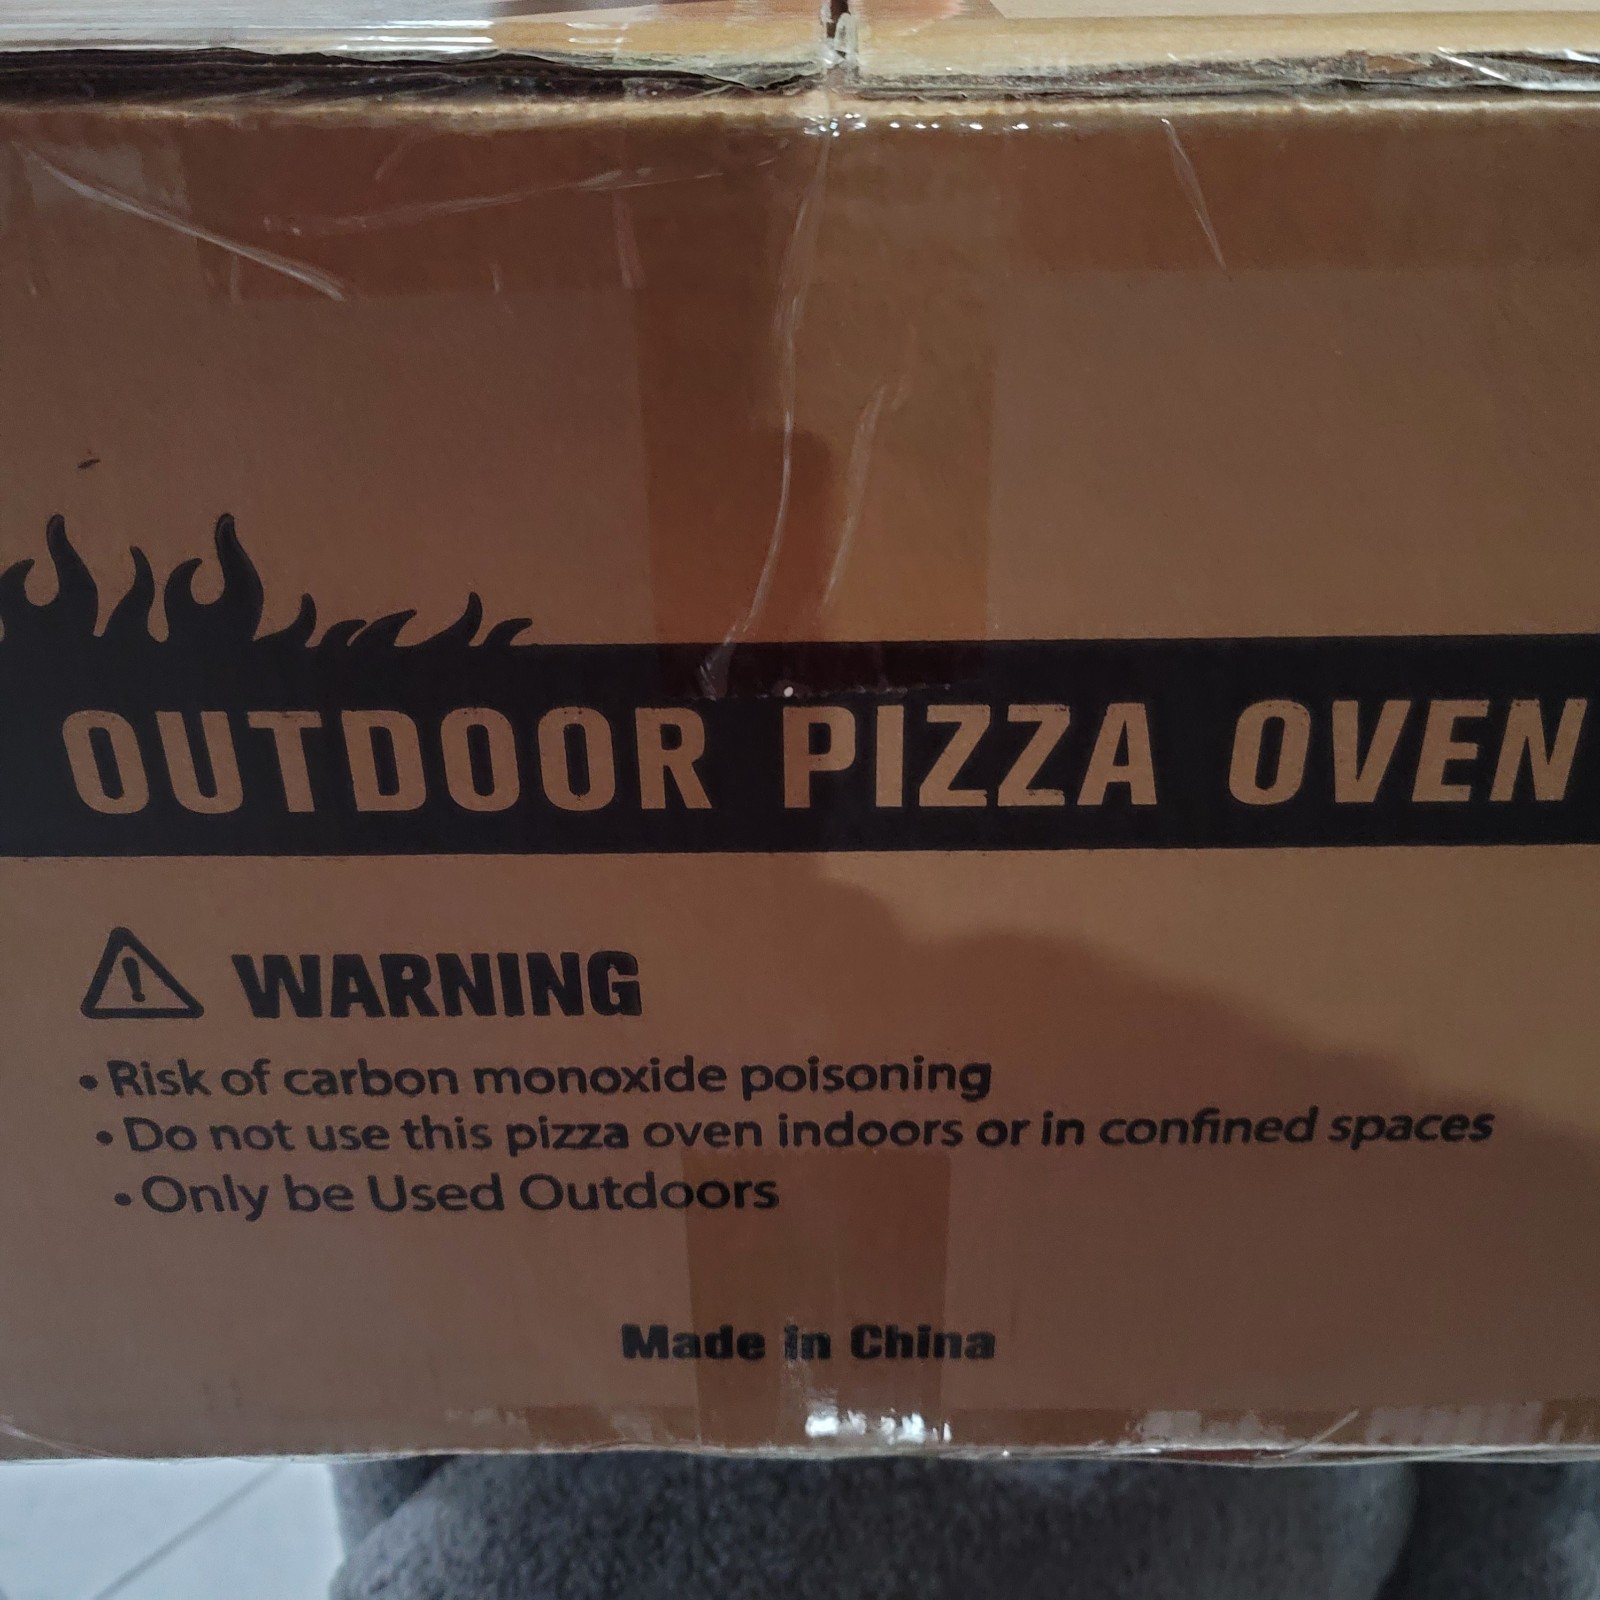 OUTDOOR PIZZA OVEN
WARNING
• Risk of carbon monoxide poisoning
• Do not use this pizza oven indoors or in confined spaces
• Only be Used Outdoors
Made in China